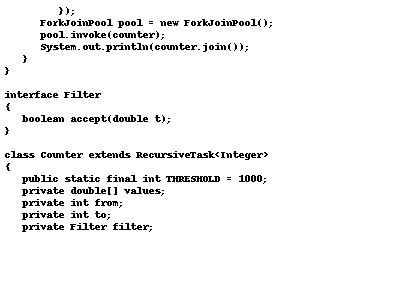 });
ForkJoinPool pool = new ForkJoinPool();
pool.invoke(counter);
System.out.println(counter.join());
}
}
interface Filter
{
boolean accept(double t);
}
class Counter extends RecursiveTask<Integer>
{
public static final int THRESHOLD = 1000;
private double[] values;
private int from;
private int to;
private Filter filter;